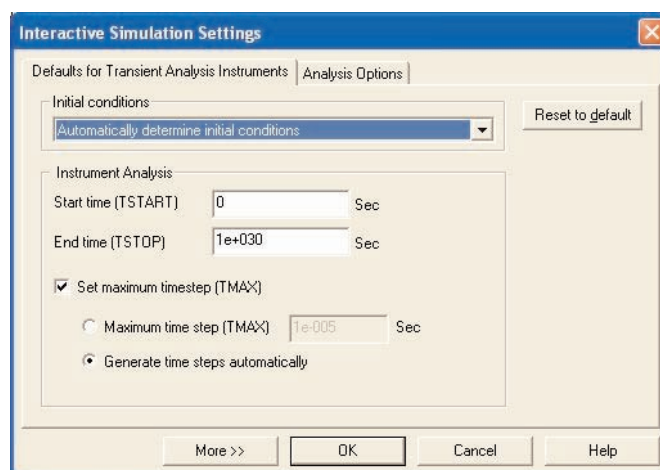 Interactive Simulation Settings
Defaults for Transient Analysis Instruments
Analysis Options
Initial conditions
Automatically determine initial conditions
Reset to default
Instrument Analysis
Start time (TSTART) 0 Sec
End time (TSTOP) 1e+030 Sec
Set maximum timestep (TMAX)
Maximum time step (TMAX) 1e-005 Sec
Generate time steps automatically
More >> OK Cancel Help